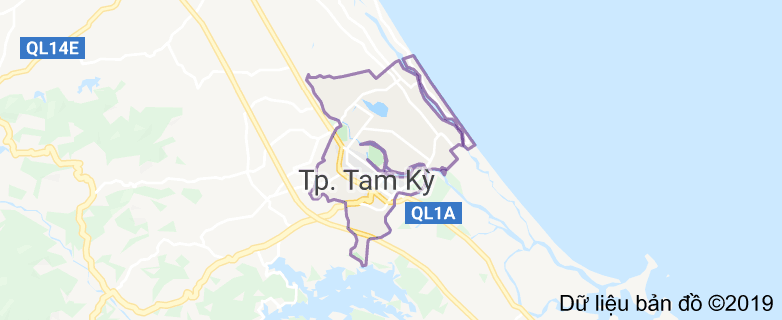 QL14E
Tp. Tam Kỳ
QL1A
Dữ liệu bản đồ ©2019